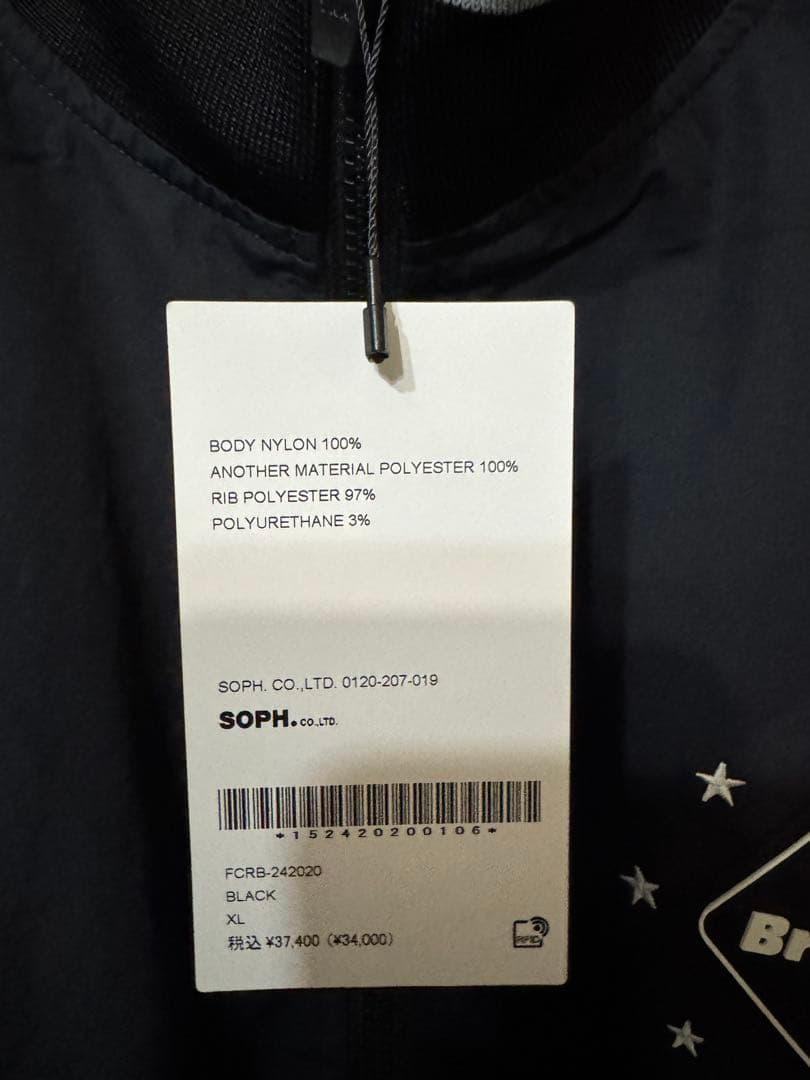 BODY NYLON 100%
ANOTHER MATERIAL POLYESTER 100%
RIB POLYESTER 97%
POLYURETHANE 3%
SOPH. CO.,LTD. 0120-207-019
SOPH. CO.,LTD.
*152420200106*
FCRB-242020
BLACK
XL
税込 ¥37,400 (¥34,000)
RFID
Br